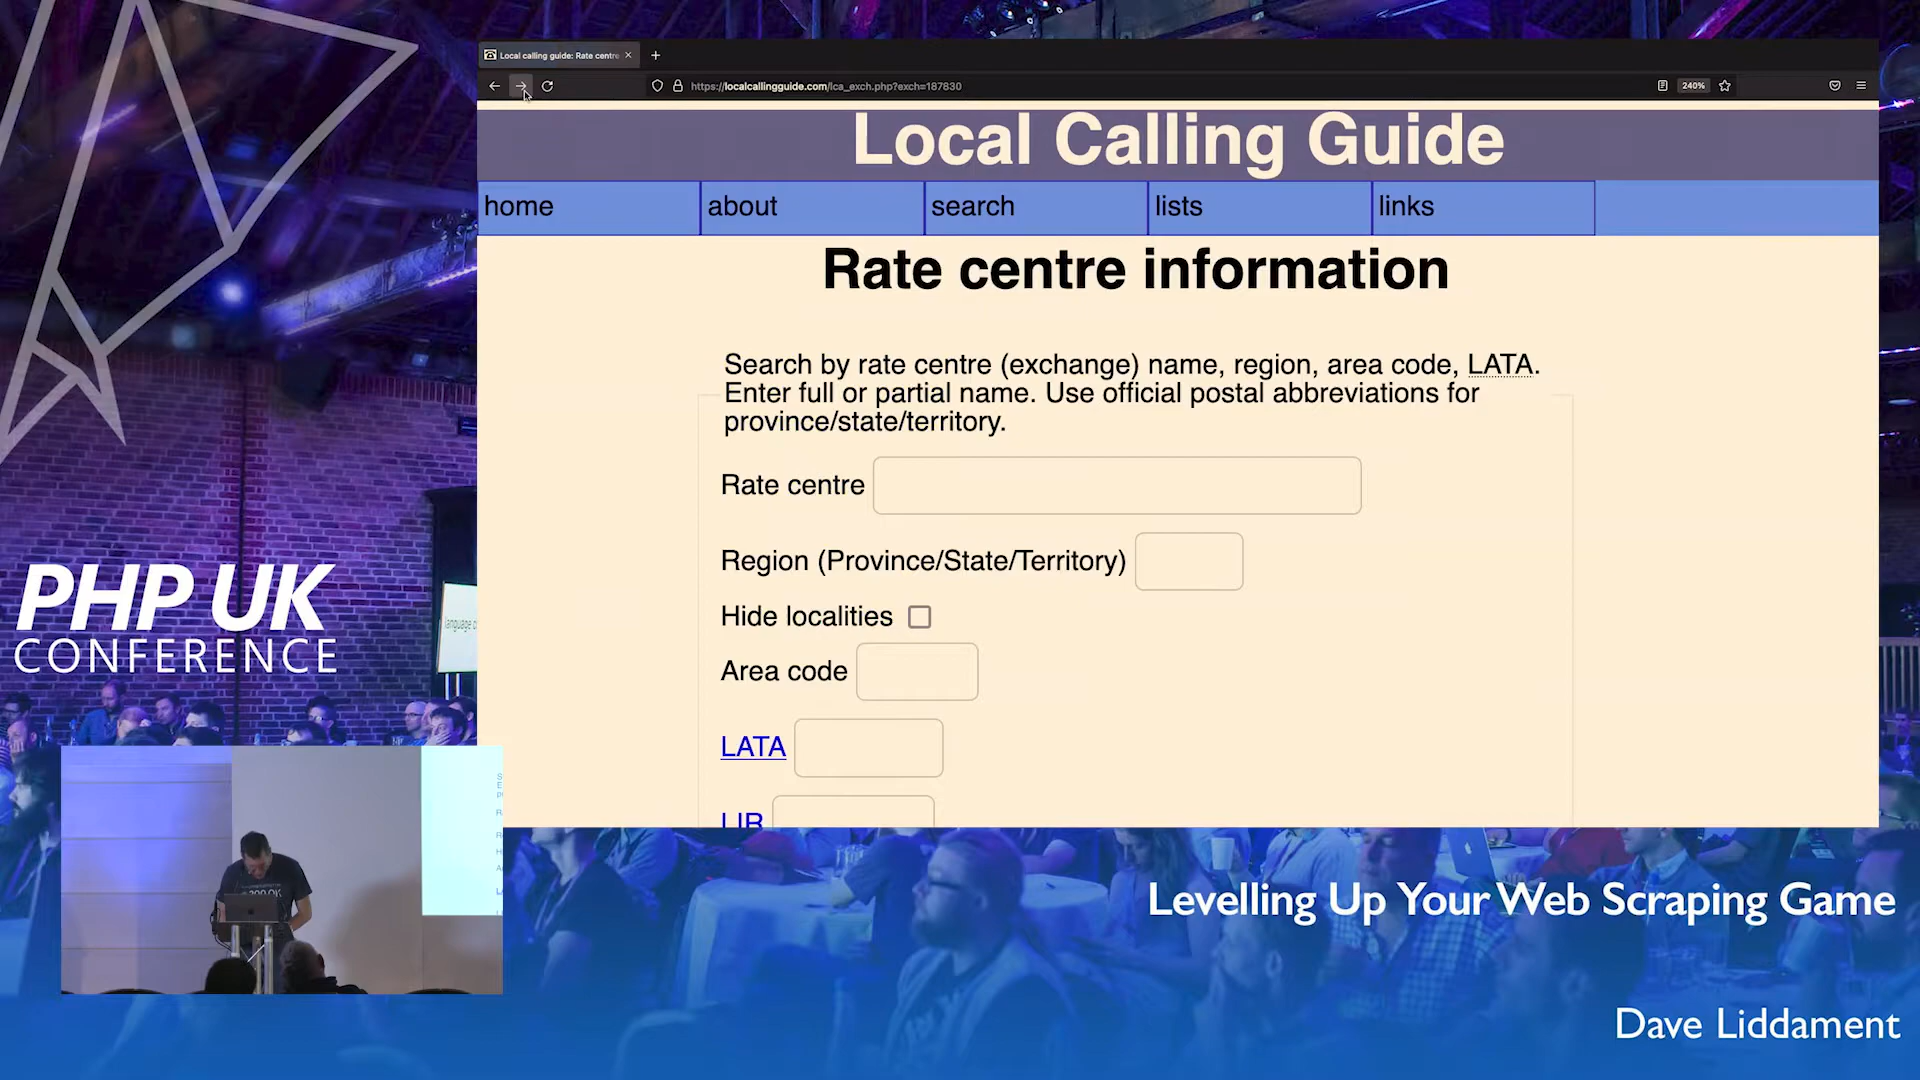 Local calling guide: Rate centre
https://localcallingguide.com/lca_exch.php?exch=187830
240%
Local Calling Guide
home
about
search
lists
links
Rate centre information
Search by rate centre (exchange) name, region, area code, LATA.
Enter full or partial name. Use official postal abbreviations for
province/state/territory.
Rate centre
Region (Province/State/Territory)
Hide localities
Area code
LATA
LIR
PHP UK
CONFERENCE
language
Levelling Up Your Web Scraping Game
Dave Liddament